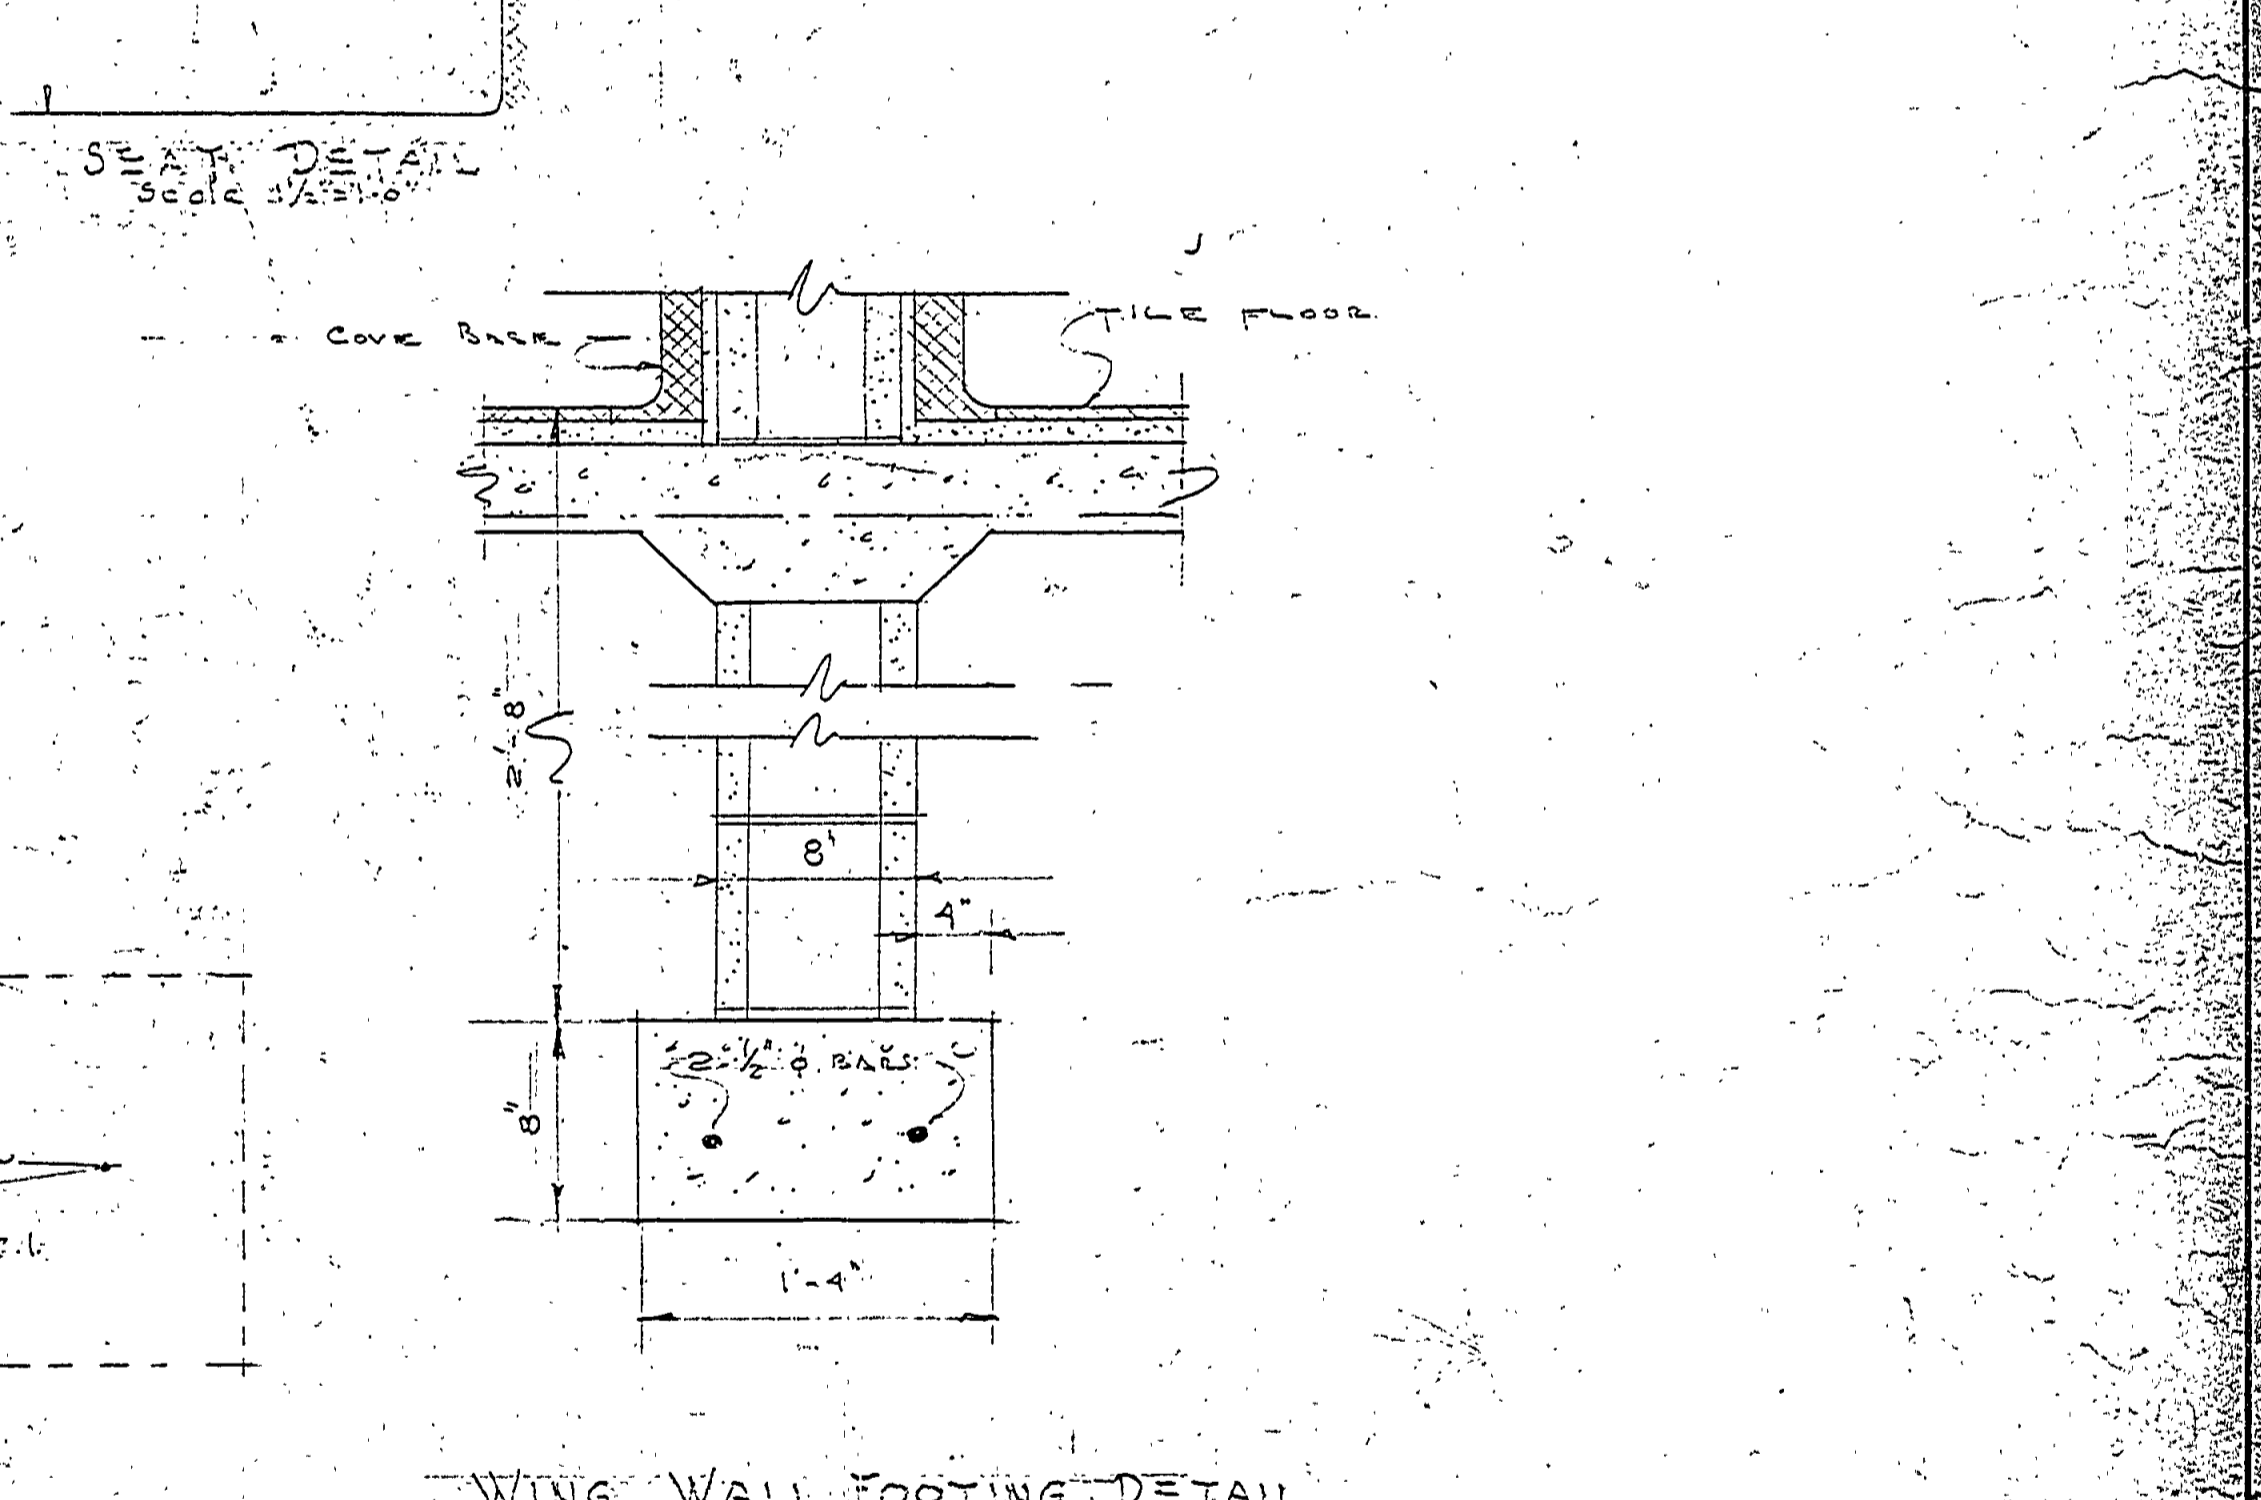 SEAT DETAIL
Scale 1½"=1'-0"
COVE BASE
TILE FLOOR
2'-8"
8"
4"
2-½" ϕ BARS
8"
1'-4"
WING WALL FOOTING DETAIL